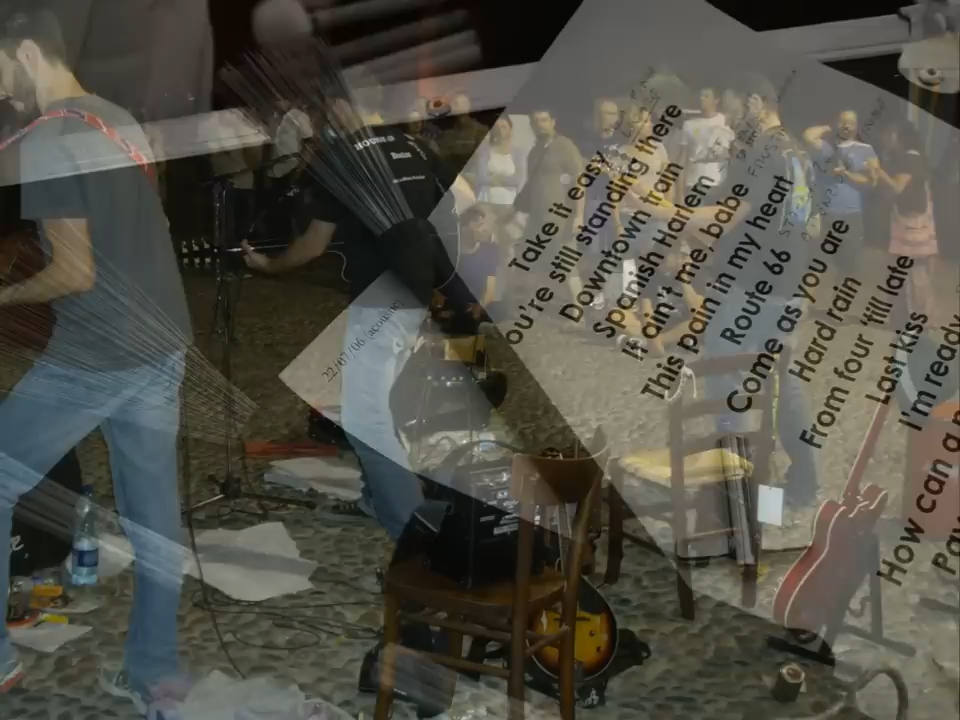 22/07/06 (acoustic)
Take it easy
ou're still standing there
Downtown train
Spanish Harlem
It ain't me, babe
This pain in my heart
Route 66
Come as you are
Hard rain
From four 'till late
Last kiss
I'm ready
How can a